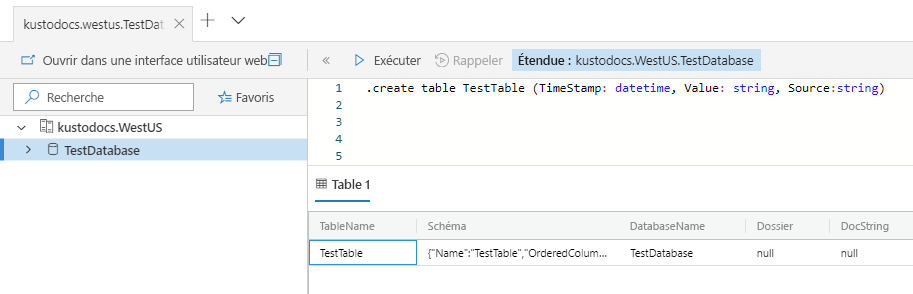 kustodocs.westus.TestDat
Ouvrir dans une interface utilisateur web
Exécuter
Rappeler
Étendue : kustodocs.WestUS.TestDatabase
Recherche
Favoris
kustodocs.WestUS
TestDatabase
1 .create table TestTable (TimeStamp: datetime, Value: string, Source:string)
2
3
4
5
Table 1
TableName Schéma DatabaseName Dossier DocString
TestTable {"Name":"TestTable","OrderedColum... TestDatabase null null